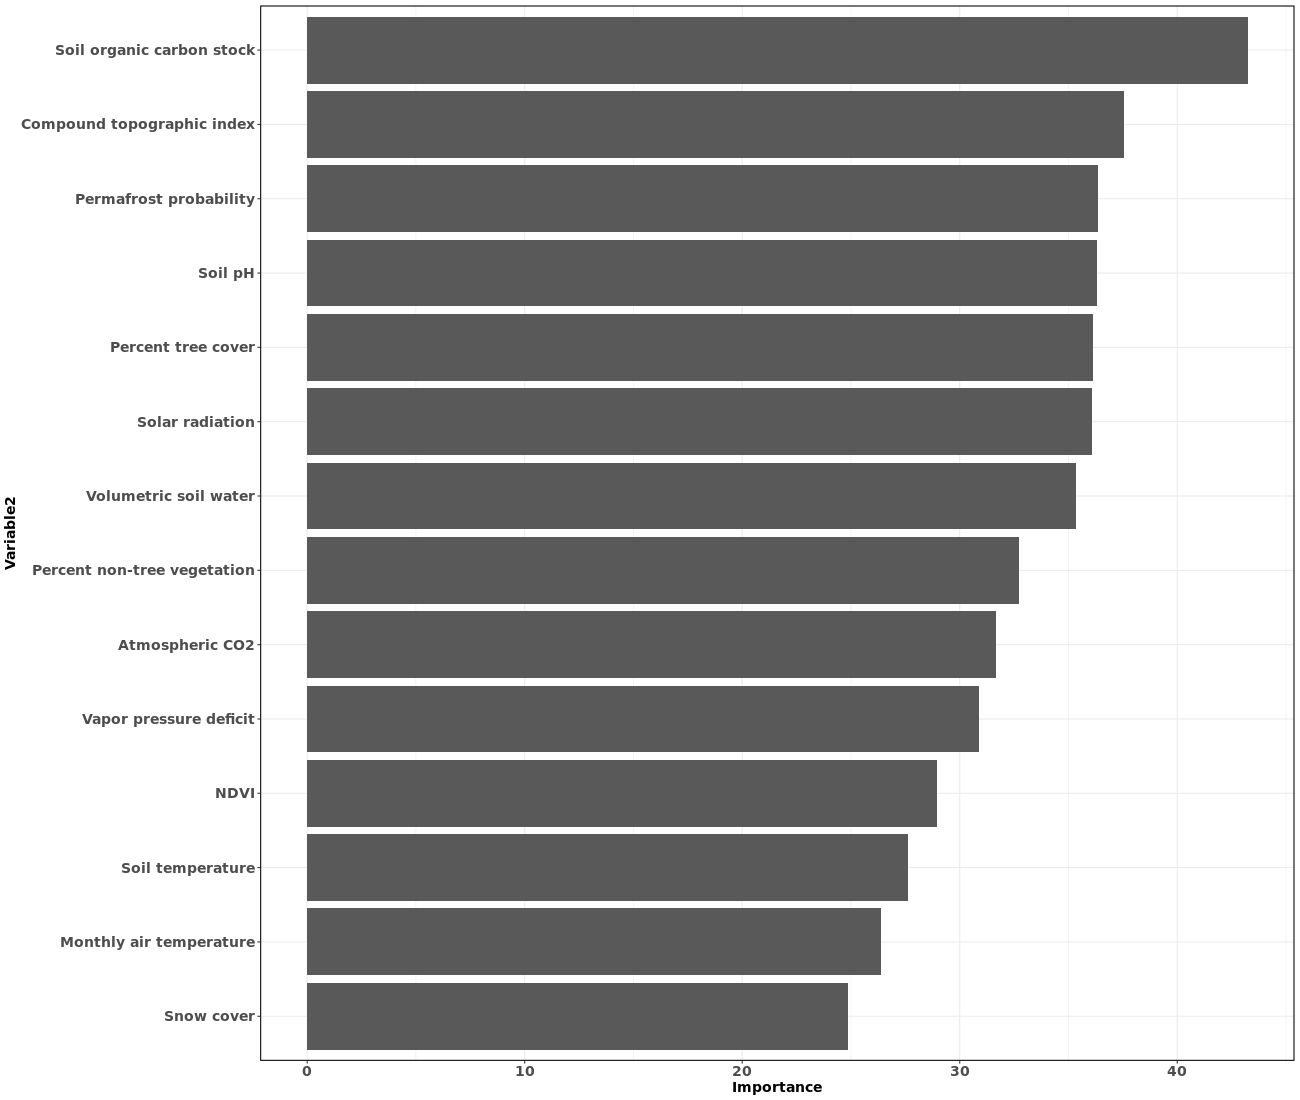 Soil organic carbon stock
Compound topographic index
Permafrost probability
Soil pH
Percent tree cover
Solar radiation
Volumetric soil water
Variable2
Percent non-tree vegetation
Atmospheric CO2
Vapor pressure deficit
NDVI
Soil temperature
Monthly air temperature
Snow cover
0 10 20 30 40
Importance